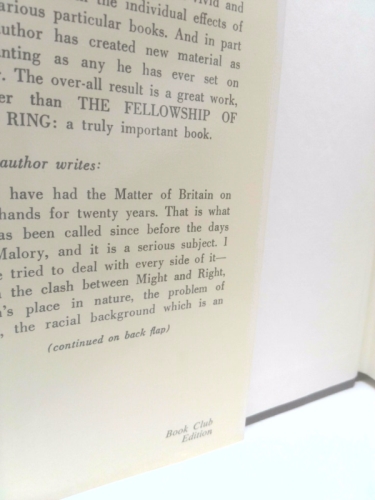 vivid and
the individual effects of
various particular books. And in part
author has created new material as
as any he has ever set on
The over-all result is a great work,
than THE FELLOWSHIP OF
RING: a truly important book.
author writes:
have had the Matter of Britain on
hands for twenty years. That is what
been called since before the days
Malory, and it is a serious subject. I
tried to deal with every side of it—
the clash between Might and Right,
place in nature, the problem of
, the racial background which is an
(continued on back flap)
Book Club
Edition